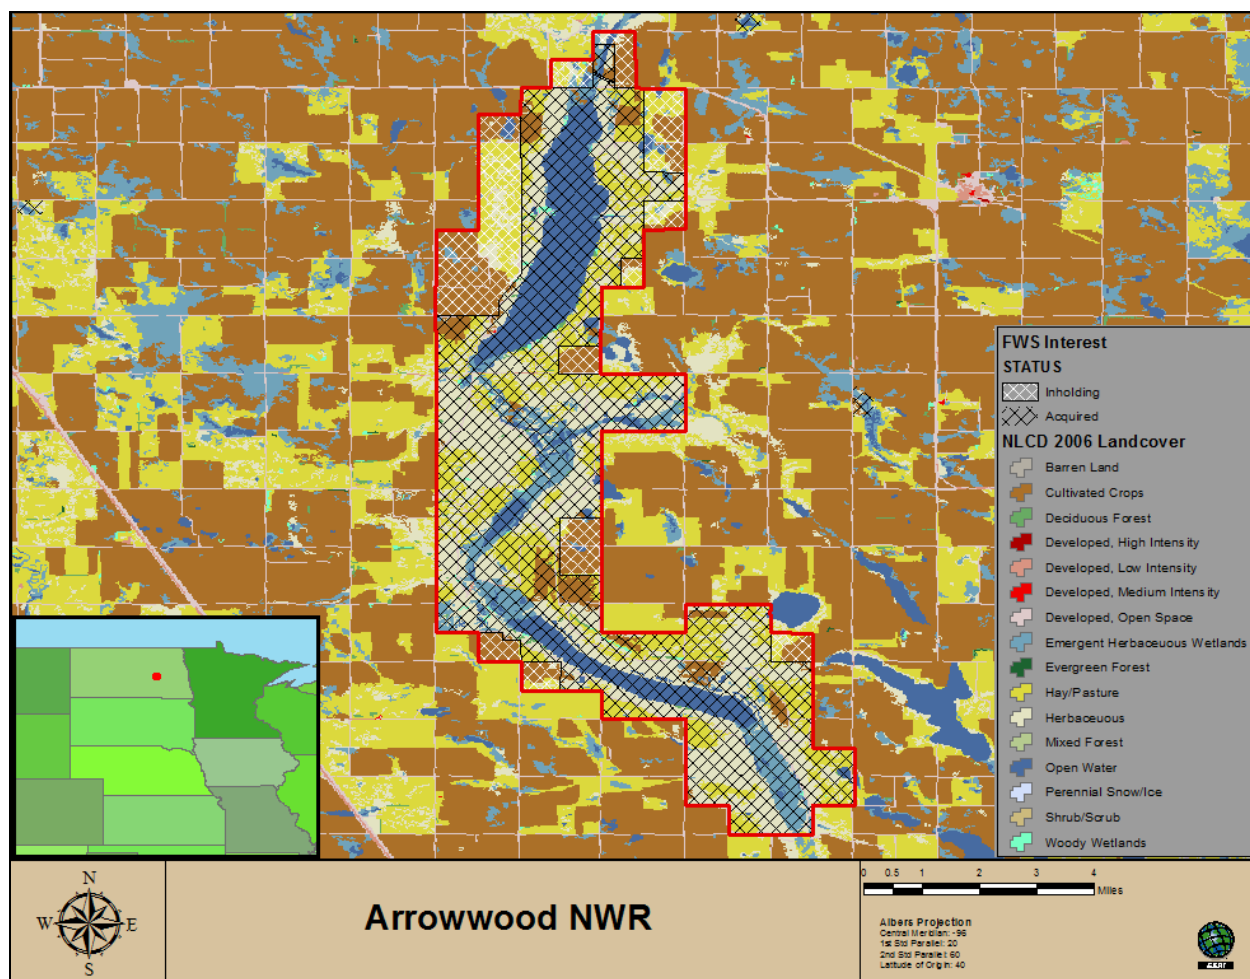 FWS Interest
STATUS
Inholding
Acquired
NLCD 2006 Landcover
Barren Land
Cultivated Crops
Deciduous Forest
Developed, High Intensity
Developed, Low Intensity
Developed, Medium Intensity
Developed, Open Space
Emergent Herbaceuous Wetlands
Evergreen Forest
Hay/Pasture
Herbaceuous
Mixed Forest
Open Water
Perennial Snow/Ice
Shrub/Scrub
Woody Wetlands
N
W E
S
Arrowwood NWR
0 0.5 1 2 3 4
Miles
Albers Projection
Central Meridian: -96
1st Std Parallel: 20
2nd Std Parallel: 60
Latitude of Origin: 40